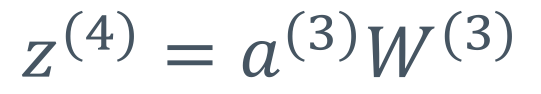 z^{(4)} = a^{(3)}W^{(3)}